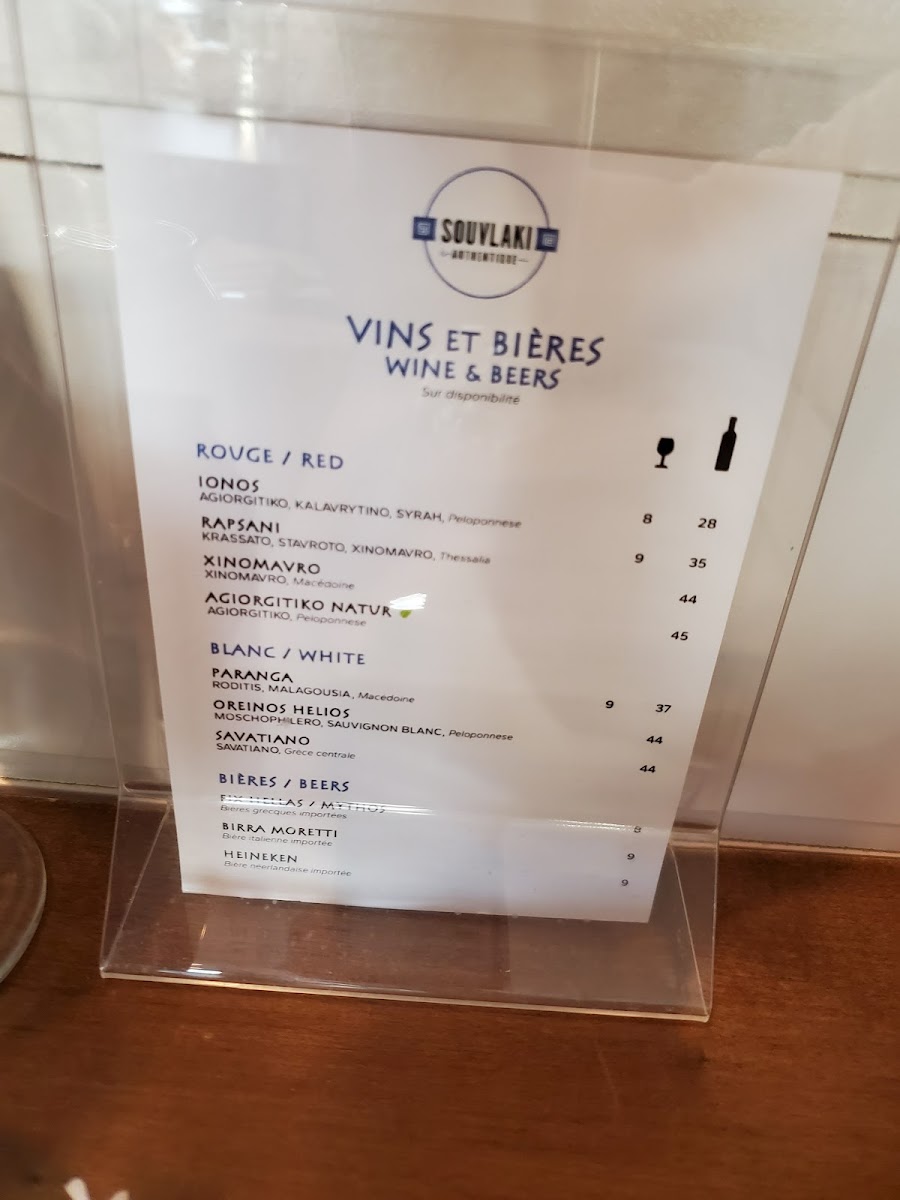 SOUVLAKI
AUTHENTIQUE
VINS ET BIÈRES
WINE & BEERS
Sur disponibilité
ROUGE / RED
IONOS
AGIORGITIKO, KALAVRYTINO, SYRAH, Peloponnese 8 28
RAPSANI
KRASSATO, STAVROTO, XINOMAVRO, Thessalia 9 35
XINOMAVRO
XINOMAVRO, Macédoine 44
AGIORGITIKO NATUR
AGIORGITIKO, Peloponnese 45
BLANC / WHITE
PARANGA
RODITIS, MALAGOUSIA, Macédoine 9 37
OREINOS HELIOS
MOSCHOPHILERO, SAUVIGNON BLANC, Peloponnese 44
SAVATIANO
SAVATIANO, Grèce centrale 44
BIÈRES / BEERS
FIX HELLAS / MYTHOS
Bières grecques importées 8
BIRRA MORETTI
Bière italienne importée 9
HEINEKEN
Bière néerlandaise importée 9